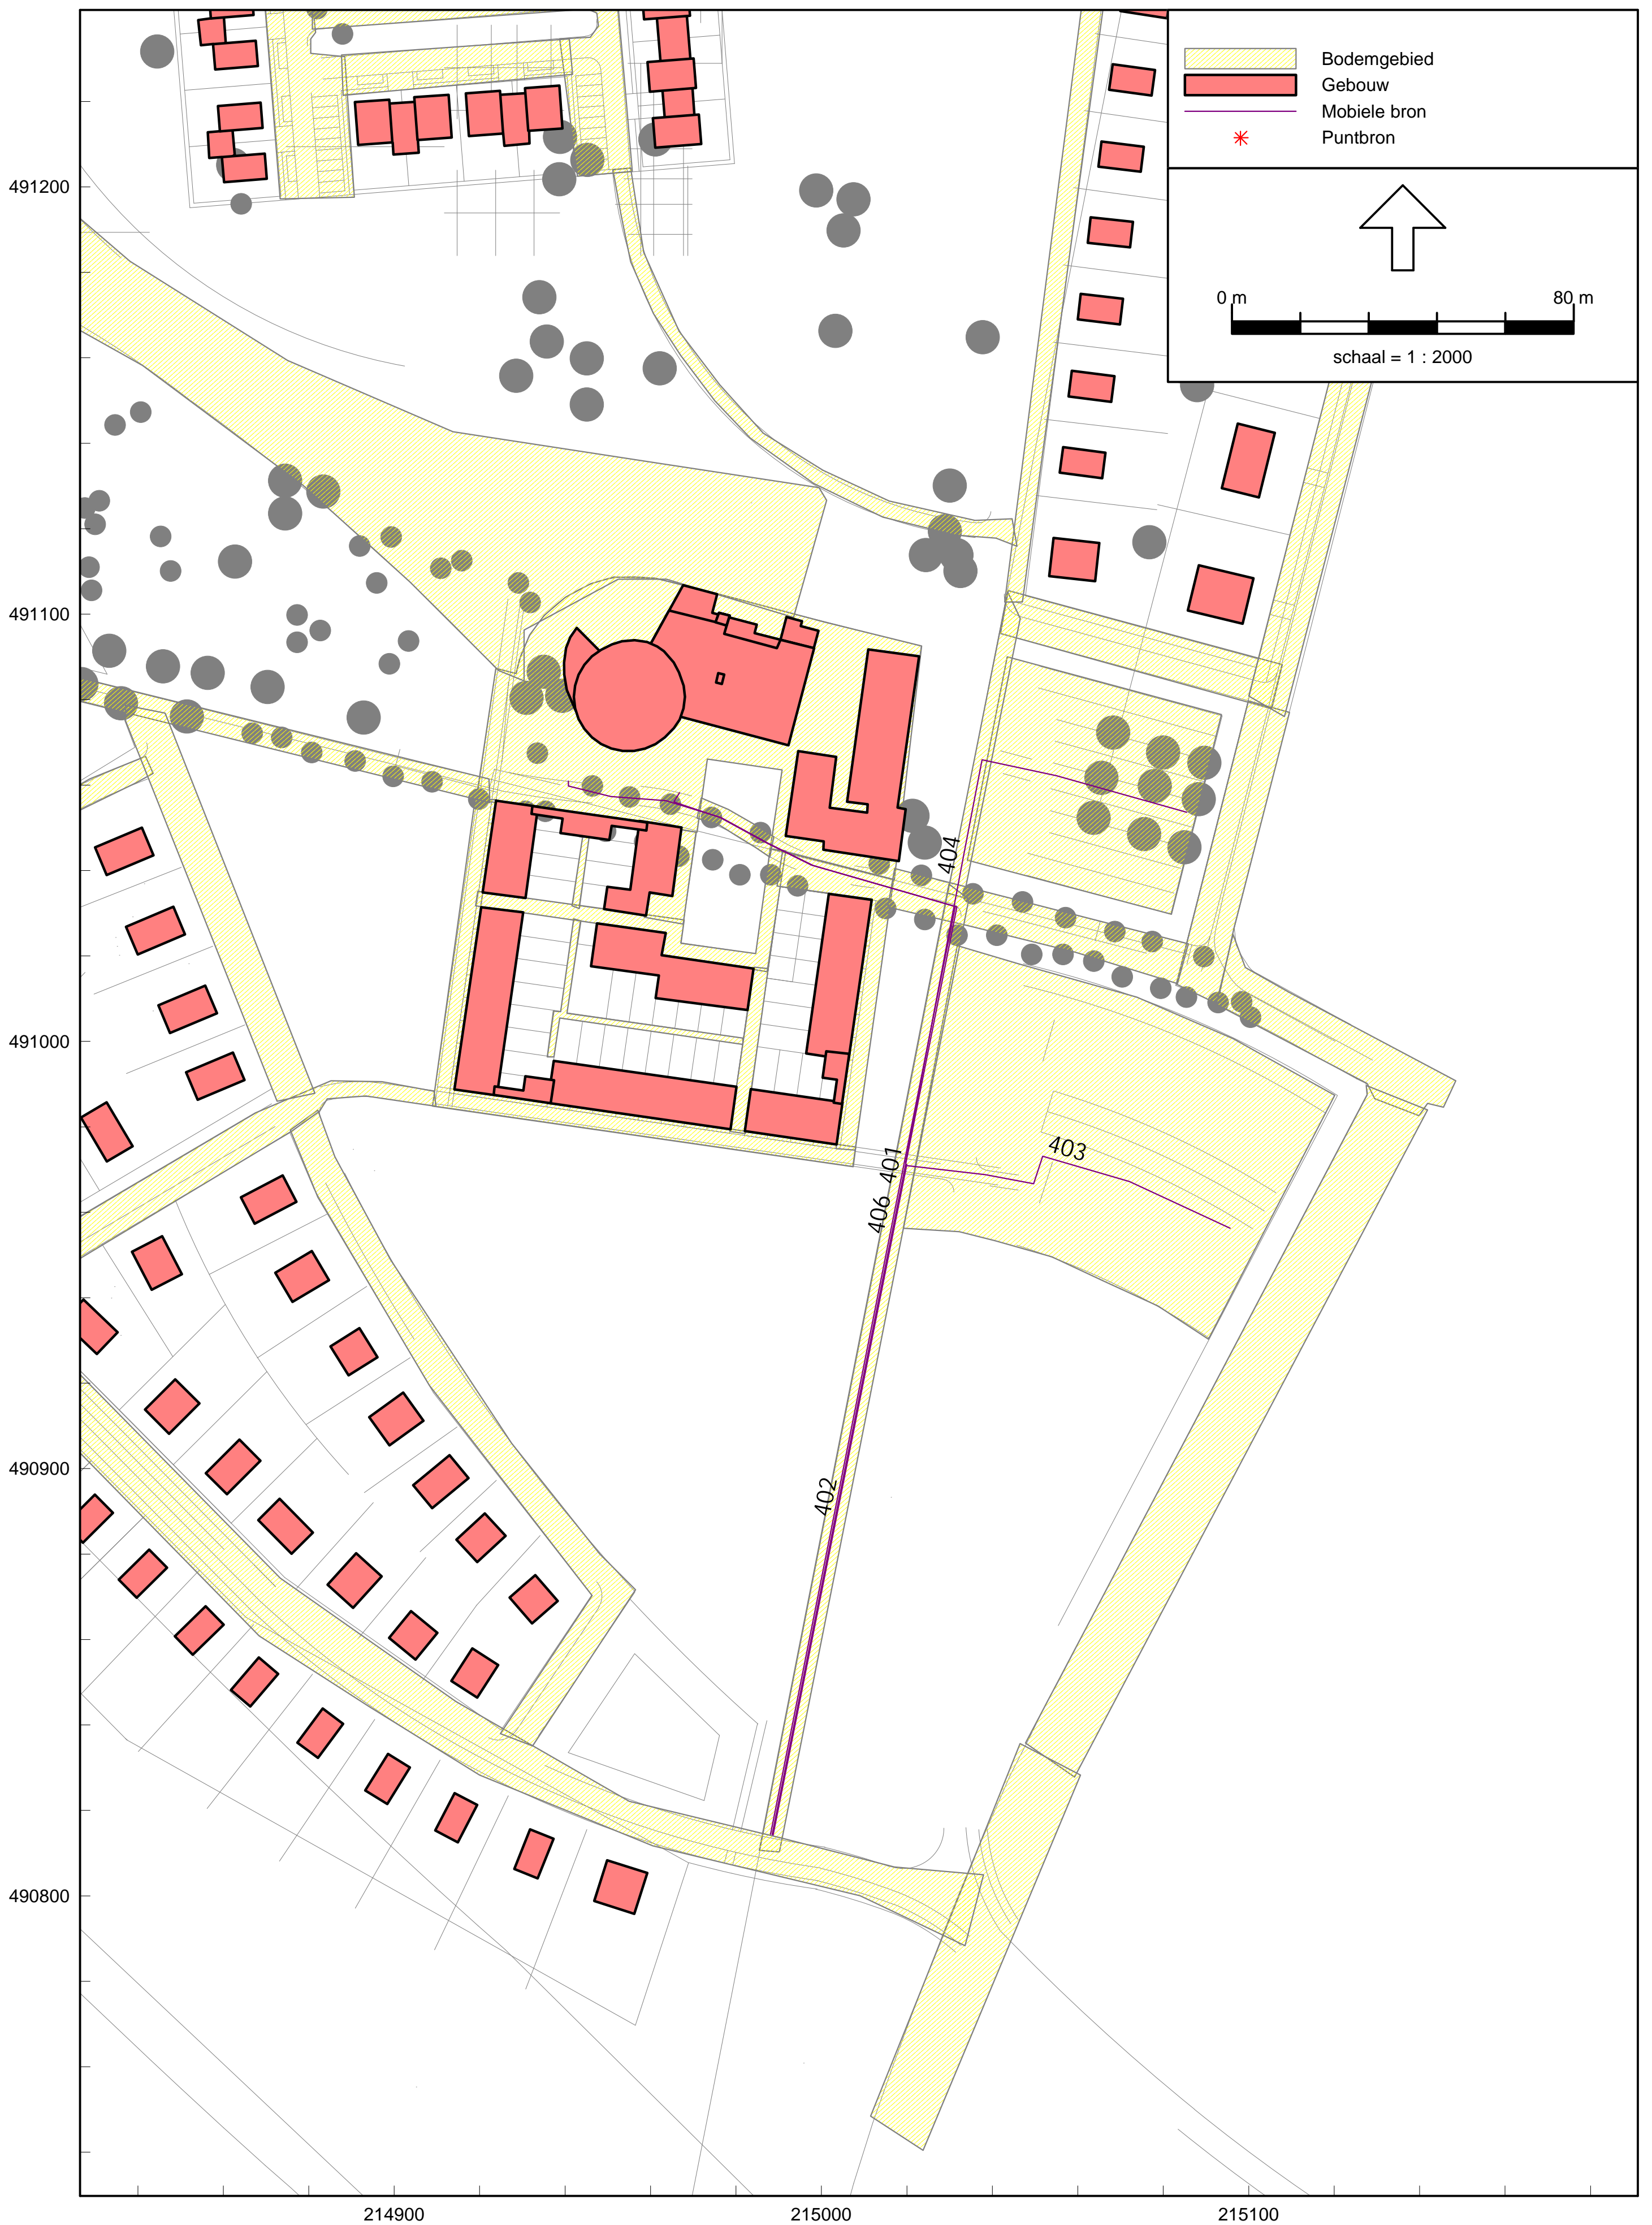 Bodemgebied
Gebouw
Mobiele bron
Puntbron
0 m
80 m
schaal = 1 : 2000
491200
491100
491000
490900
490800
404
401
403
406
402
214900
215000
215100